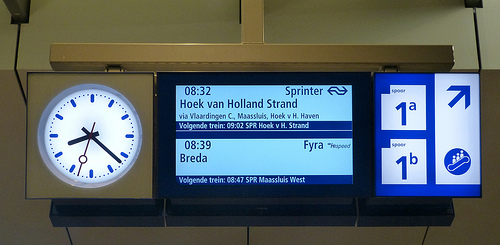 08:32 Sprinter
Hoek van Holland Strand
via Vlaardingen C., Maassluis, Hoek v H. Haven
Volgende trein: 09:02 SPR Hoek v H. Strand
08:39 Fyra hispeed
Breda
Volgende trein: 08:47 SPR Maassluis West
spoor
1a
spoor
1b